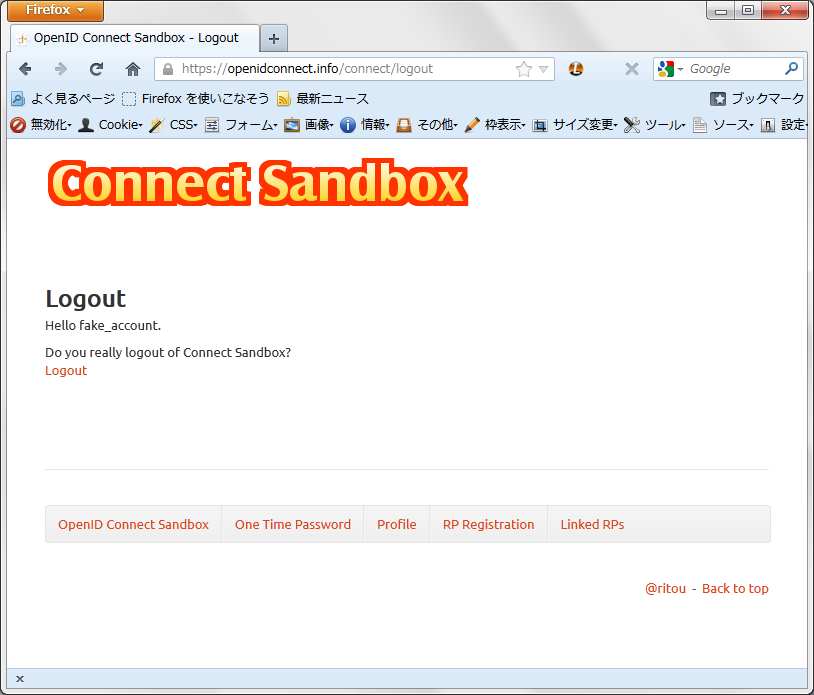 Firefox
OpenID Connect Sandbox - Logout
https://openidconnect.info/connect/logout
Google
よく見るページ Firefox を使いこなそう 最新ニュース ブックマーク
無効化 Cookie CSS フォーム 画像 情報 その他 枠表示 サイズ変更 ツール ソース 設定
Connect Sandbox
Logout
Hello fake_account.
Do you really logout of Connect Sandbox?
Logout
OpenID Connect Sandbox One Time Password Profile RP Registration Linked RPs
@ritou - Back to top